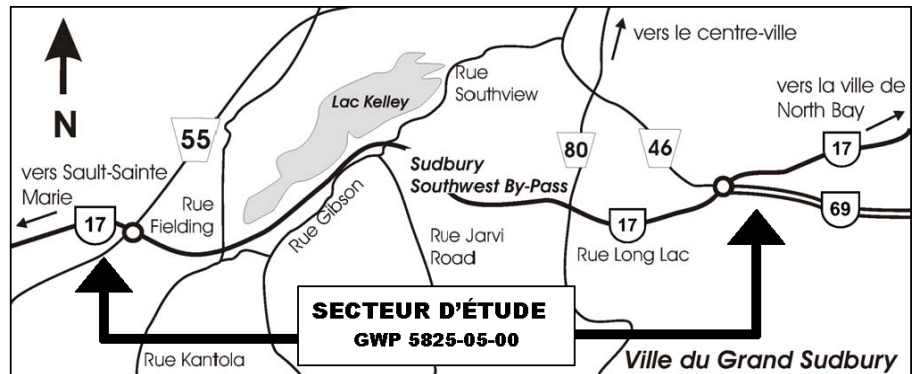 vers le centre-ville
vers la ville de
North Bay
17
Rue
Southview
Lac Kelley
55
N
80
46
69
vers Sault-Sainte
Marie
17
Rue
Fielding
Sudbury
Southwest By-Pass
Rue Gibson
Rue Jarvi
Road
17
Rue Long Lac
SECTEUR D'ÉTUDE
GWP 5825-05-00
Rue Kantola
Ville du Grand Sudbury